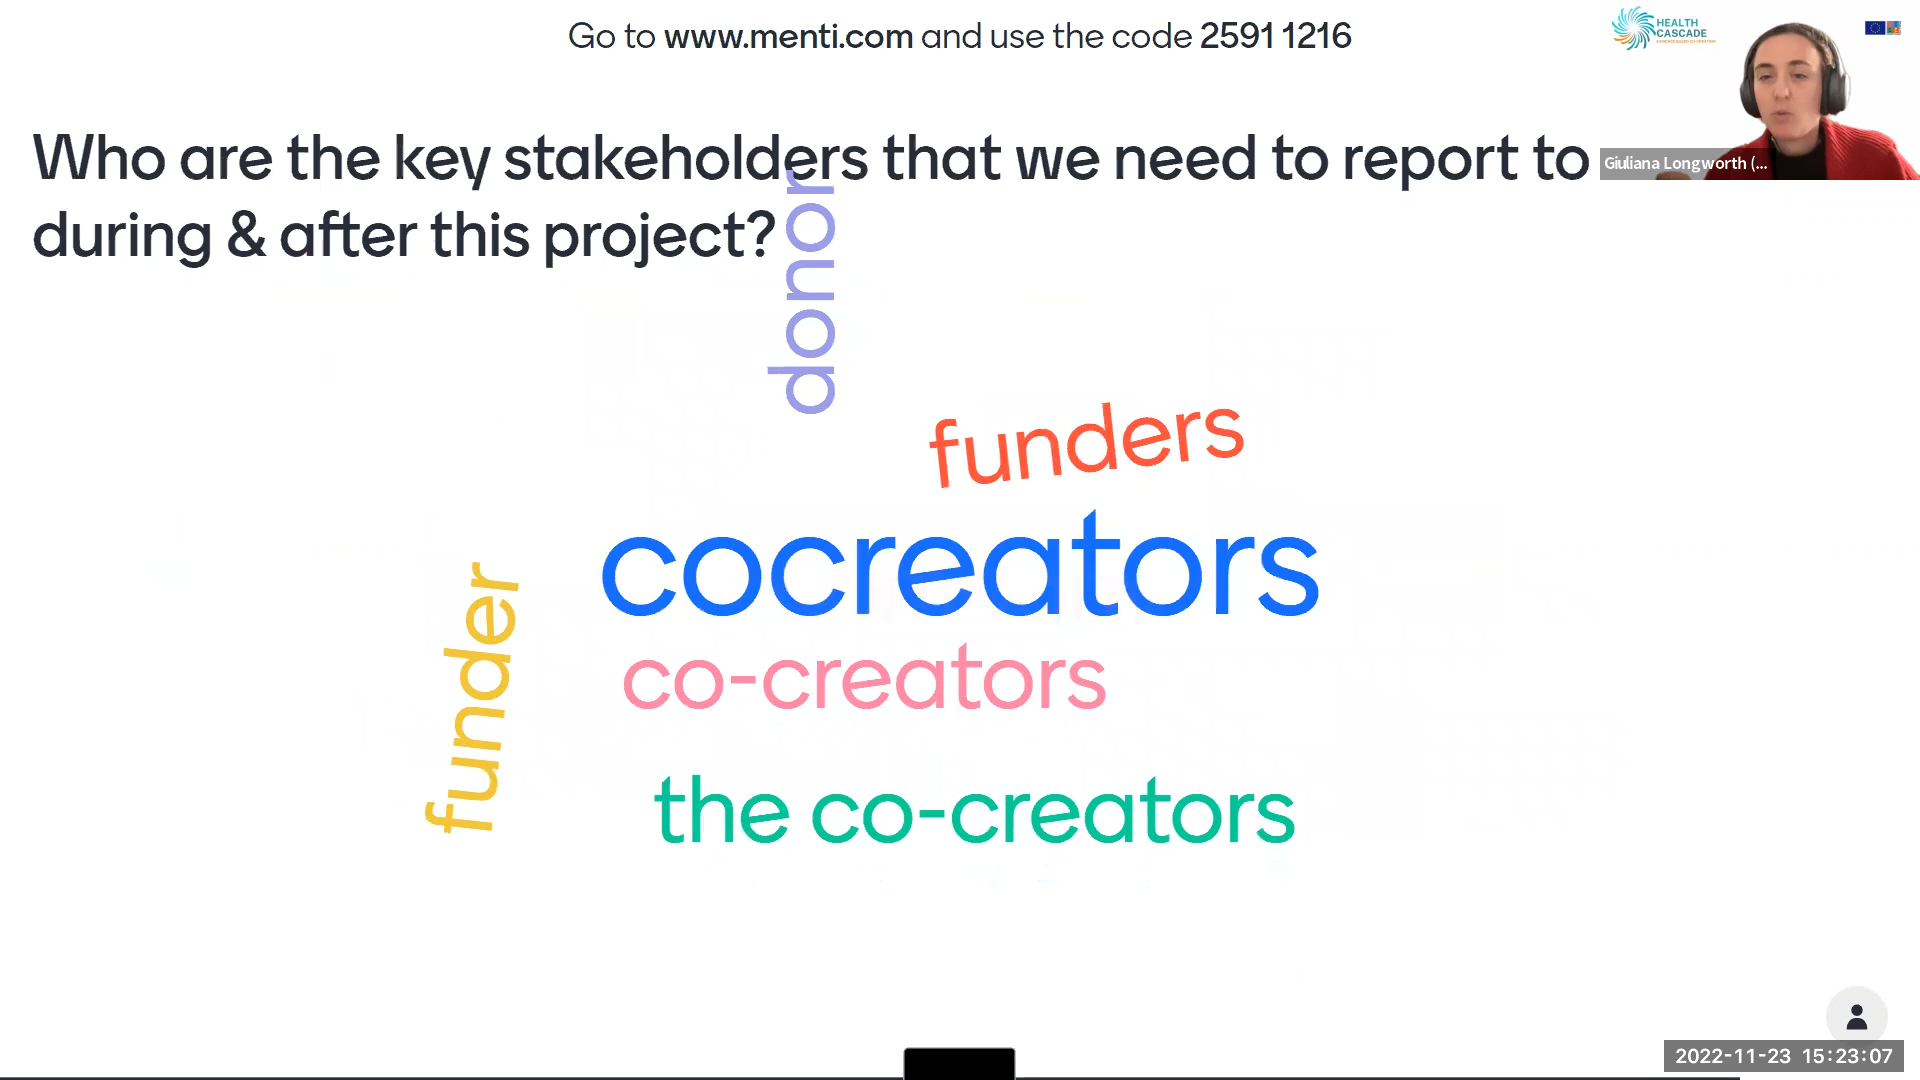 Go to www.menti.com and use the code 2591 1216
HEALTH
CASCADE
Giuliana Longworth (...
Who are the key stakeholders that we need to report to
during & after this project?
donor
funders
cocreators
funder
co-creators
the co-creators
2022-11-23 15:23:07